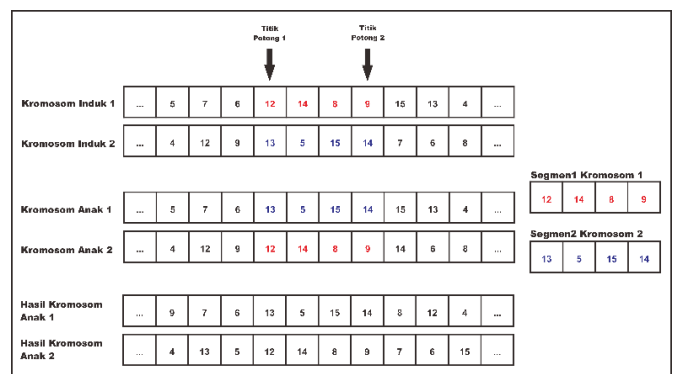 Titik Potong 1
Titik Potong 2
Kromosom Induk 1 ... 5 7 6 12 14 8 9 15 13 4 ...
Kromosom Induk 2 ... 4 12 9 13 5 15 14 7 6 8 ...
Segmen1 Kromosom 1
12 14 8 9
Kromosom Anak 1 ... 5 7 6 13 5 15 14 15 13 4 ...
Segmen2 Kromosom 2
13 5 15 14
Kromosom Anak 2 ... 4 12 9 12 14 8 9 14 6 8 ...
Hasil Kromosom Anak 1 ... 9 7 6 13 5 15 14 8 12 4 ...
Hasil Kromosom Anak 2 ... 4 13 5 12 14 8 9 7 6 15 ...